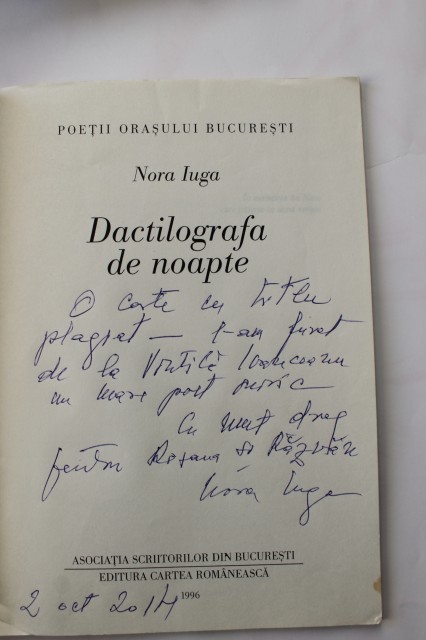 POEȚII ORAȘULUI BUCUREȘTI
Nora Iuga
Dactilografa
de noapte
O carte cu titlu
plagiat — l-am furat
de la Vintilă Ivănceanu
un mare poet oniric
Cu mult drag
pentru Roxana și Răzvan
Nora Iuga
ASOCIAȚIA SCRIITORILOR DIN BUCUREȘTI
EDITURA CARTEA ROMÂNEASCĂ
1996
2 oct 2014